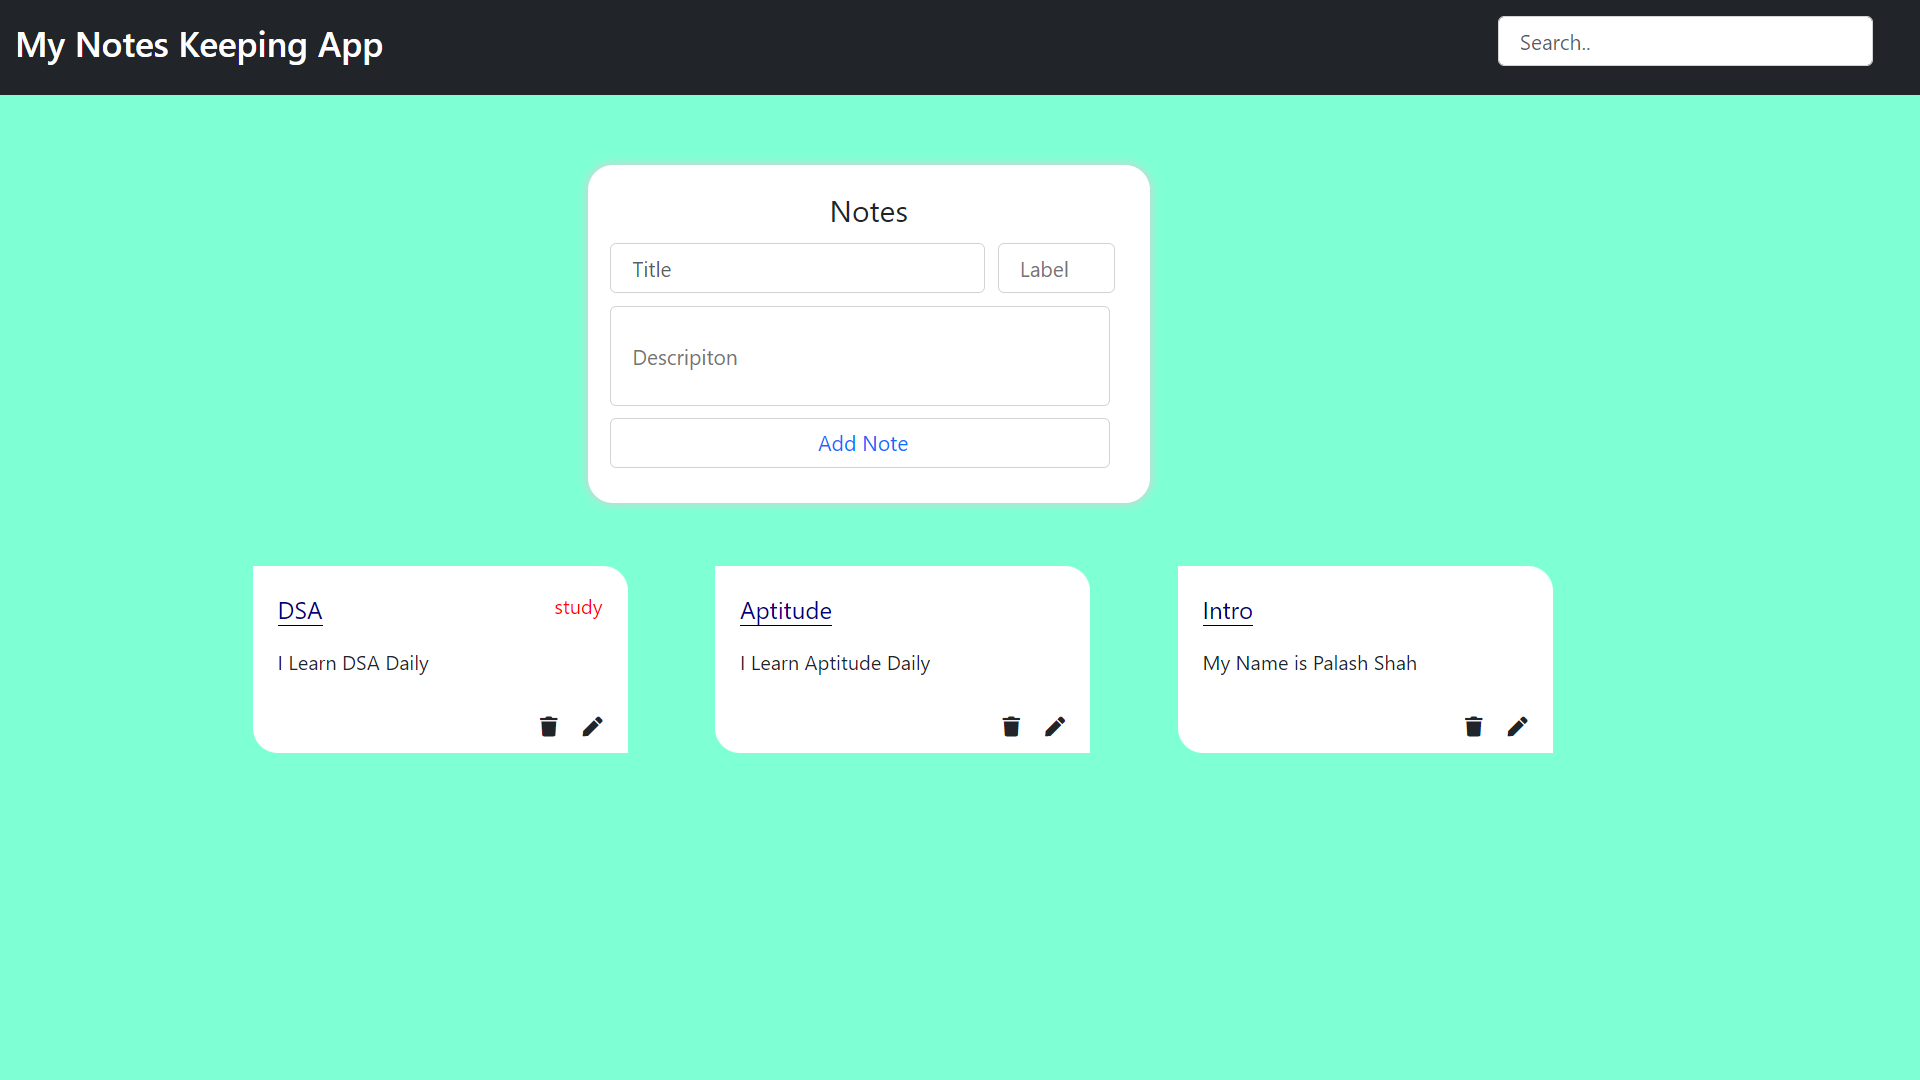 My Notes Keeping App
Search..
Notes
Title
Label
Descripiton
Add Note
DSA
study
I Learn DSA Daily
Aptitude
I Learn Aptitude Daily
Intro
My Name is Palash Shah